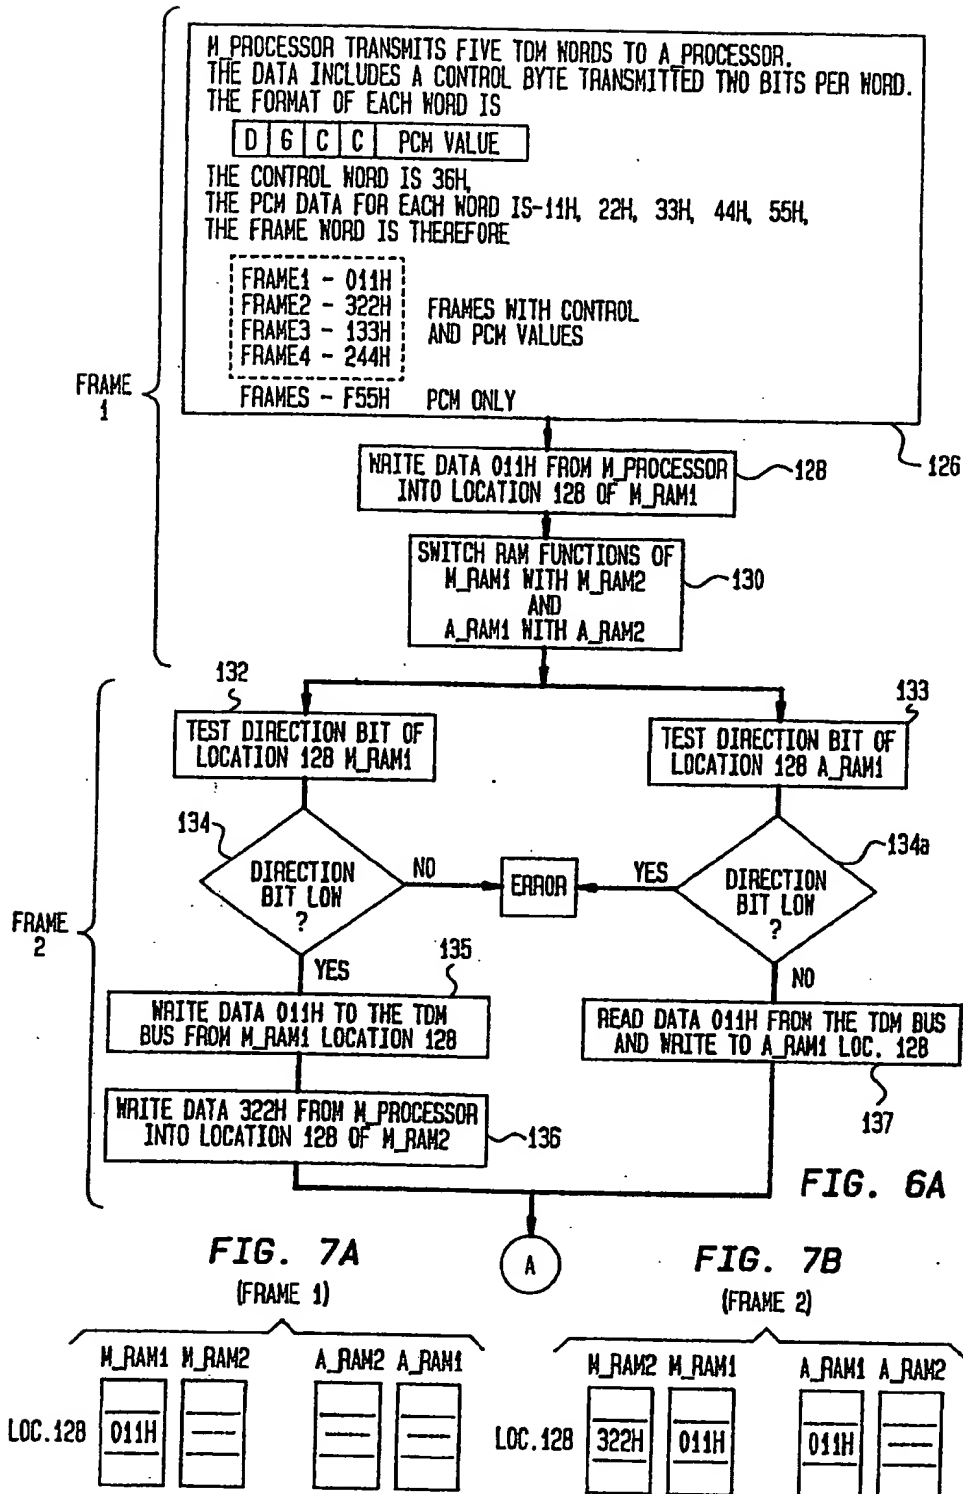 M_PROCESSOR TRANSMITS FIVE TDM WORDS TO A_PROCESSOR.
THE DATA INCLUDES A CONTROL BYTE TRANSMITTED TWO BITS PER WORD.
THE FORMAT OF EACH WORD IS
D G C C PCM VALUE
THE CONTROL WORD IS 36H,
THE PCM DATA FOR EACH WORD IS-11H, 22H, 33H, 44H, 55H,
THE FRAME WORD IS THEREFORE
FRAME1 - 011H
FRAME2 - 322H
FRAME3 - 133H
FRAME4 - 244H
FRAMES WITH CONTROL
AND PCM VALUES
FRAMES - F55H PCM ONLY
FRAME
1
126
WRITE DATA 011H FROM M_PROCESSOR
INTO LOCATION 128 OF M_RAM1
128
SWITCH RAM FUNCTIONS OF
M_RAM1 WITH M_RAM2
AND
A_RAM1 WITH A_RAM2
130
132
TEST DIRECTION BIT OF
LOCATION 128 M_RAM1
133
TEST DIRECTION BIT OF
LOCATION 128 A_RAM1
134
DIRECTION
BIT LOW
?
NO
ERROR
YES
134a
DIRECTION
BIT LOW
?
FRAME
2
YES
135
NO
WRITE DATA 011H TO THE TDM
BUS FROM M_RAM1 LOCATION 128
READ DATA 011H FROM THE TDM BUS
AND WRITE TO A_RAM1 LOC. 128
137
WRITE DATA 322H FROM M_PROCESSOR
INTO LOCATION 128 OF M_RAM2
136
FIG. 6A
A
FIG. 7A
(FRAME 1)
M_RAM1 M_RAM2 A_RAM2 A_RAM1
LOC.128 011H
FIG. 7B
(FRAME 2)
M_RAM2 M_RAM1 A_RAM1 A_RAM2
LOC.128 322H 011H 011H